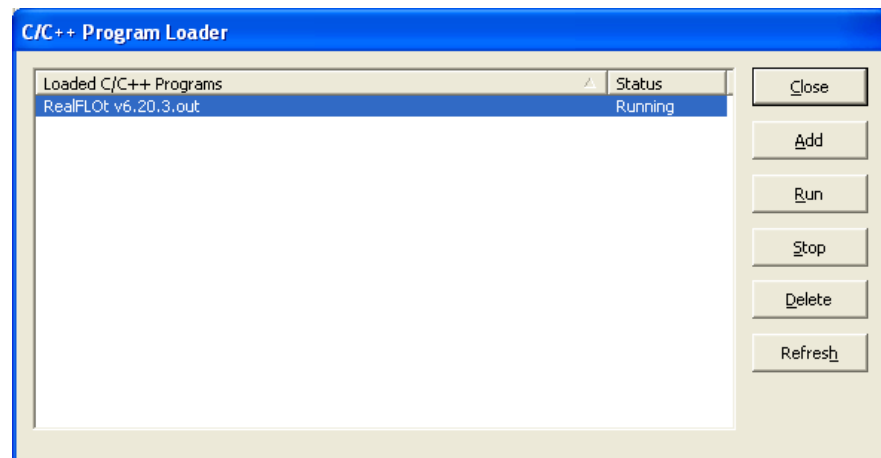 C/C++ Program Loader
Loaded C/C++ Programs Status
RealFLOt v6.20.3.out Running
Close
Add
Run
Stop
Delete
Refresh